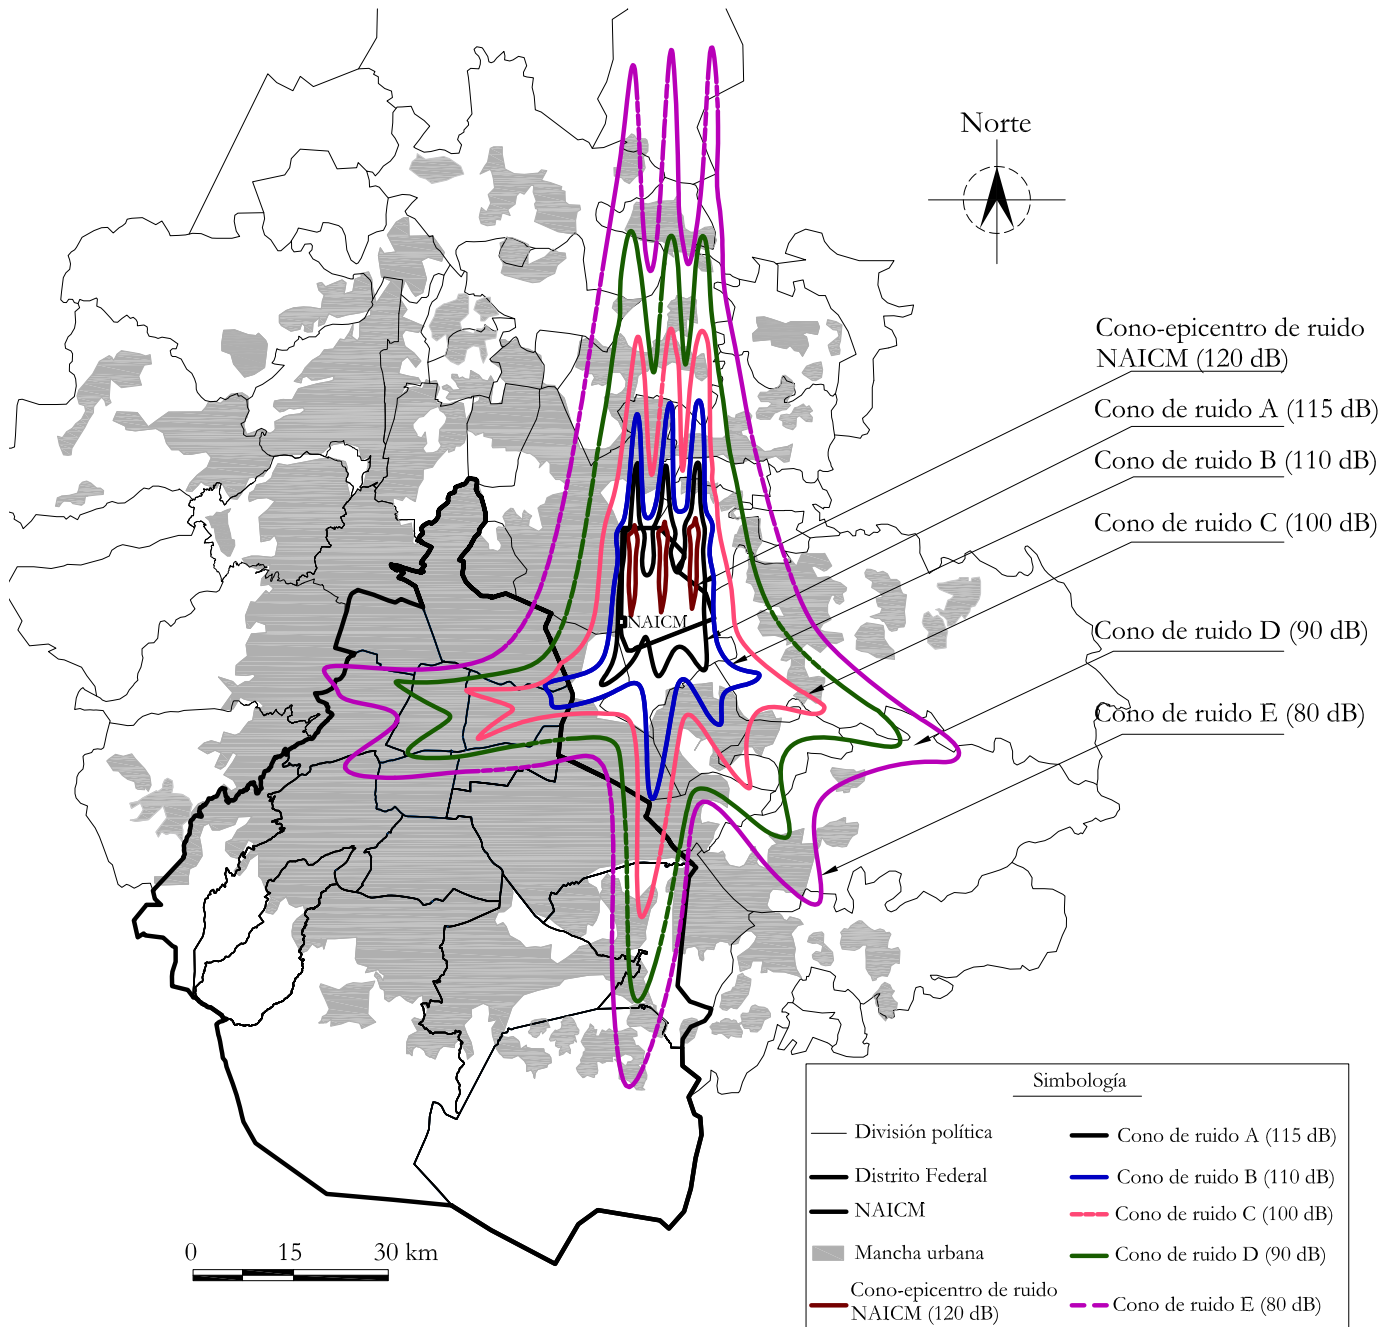 Norte
Cono-epicentro de ruido
NAICM (120 dB)
Cono de ruido A (115 dB)
Cono de ruido B (110 dB)
Cono de ruido C (100 dB)
Cono de ruido D (90 dB)
Cono de ruido E (80 dB)
NAICM
0 15 30 km
Simbología
División política
Distrito Federal
NAICM
Mancha urbana
Cono-epicentro de ruido
NAICM (120 dB)
Cono de ruido A (115 dB)
Cono de ruido B (110 dB)
Cono de ruido C (100 dB)
Cono de ruido D (90 dB)
Cono de ruido E (80 dB)